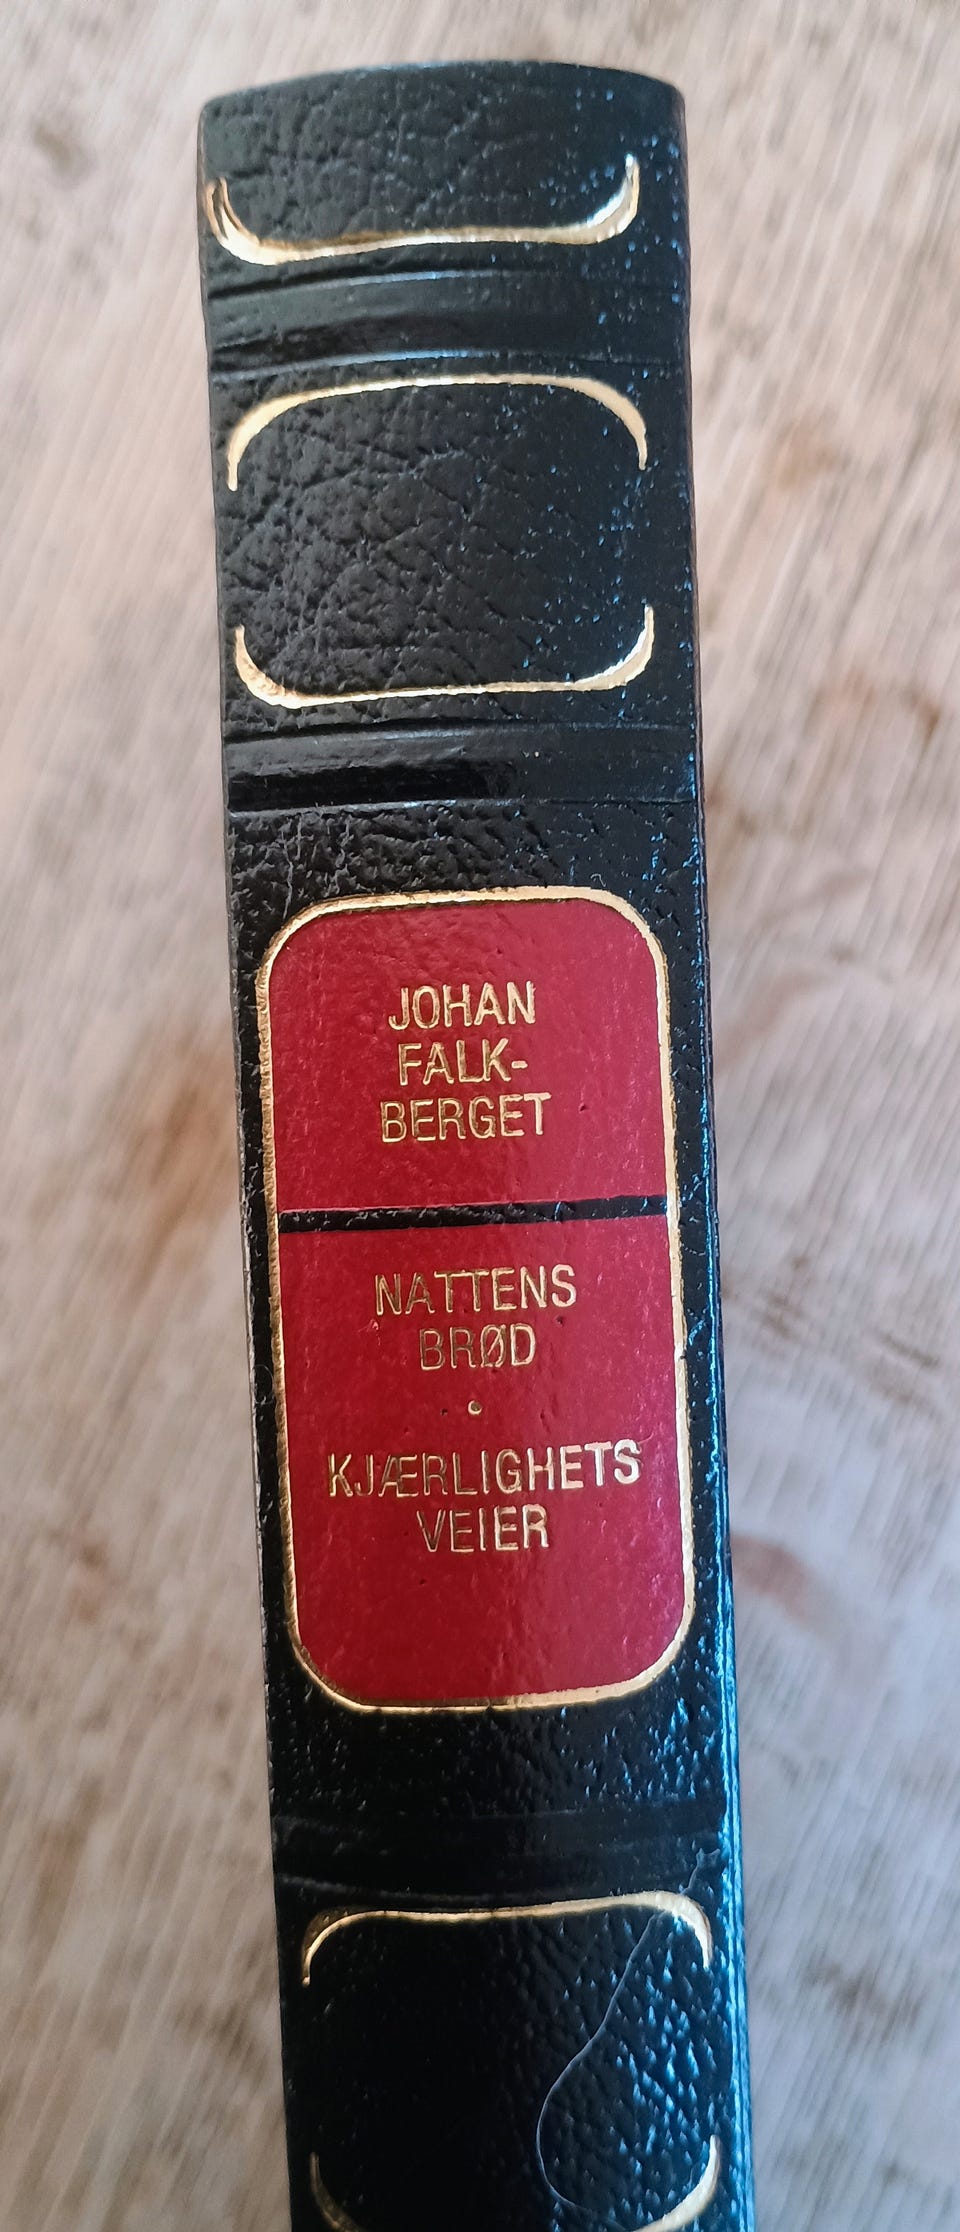 JOHAN
FALK-
BERGET
NATTENS
BRØD
•
KJÆRLIGHETS
VEIER